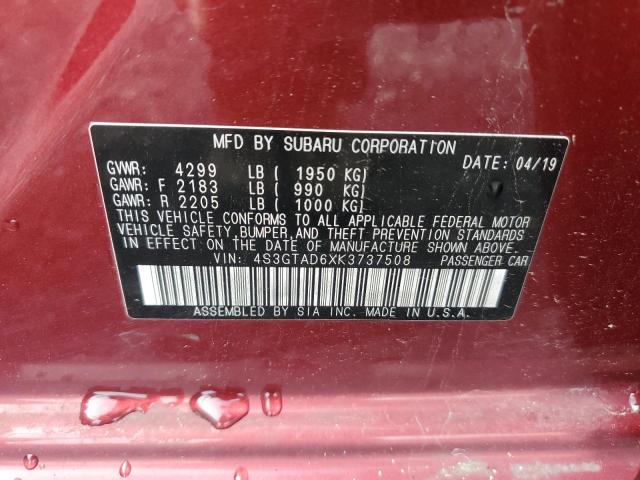 MFD BY SUBARU CORPORATION
GVWR: 4299 LB ( 1950 KG) DATE: 04/19
GAWR: F 2183 LB ( 990 KG)
GAWR: R 2205 LB ( 1000 KG)
THIS VEHICLE CONFORMS TO ALL APPLICABLE FEDERAL MOTOR
VEHICLE SAFETY, BUMPER, AND THEFT PREVENTION STANDARDS
IN EFFECT ON THE DATE OF MANUFACTURE SHOWN ABOVE.
VIN: 4S3GTAD6XK3737508 PASSENGER CAR
ASSEMBLED BY SIA INC. MADE IN U.S.A.